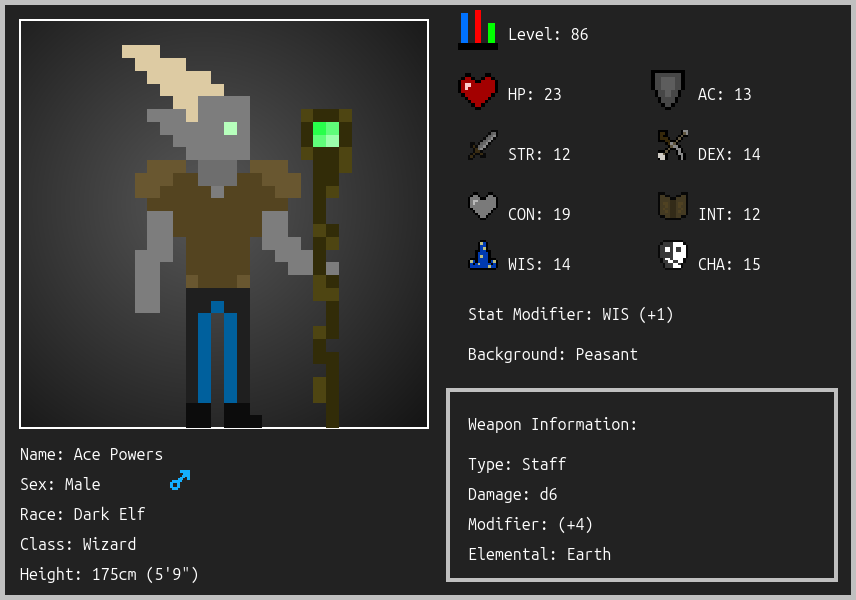 Level: 86
HP: 23
AC: 13
STR: 12
DEX: 14
CON: 19
INT: 12
WIS: 14
CHA: 15
Stat Modifier: WIS (+1)
Background: Peasant
Weapon Information:
Type: Staff
Damage: d6
Modifier: (+4)
Elemental: Earth
Name: Ace Powers
Sex: Male
Race: Dark Elf
Class: Wizard
Height: 175cm (5'9")